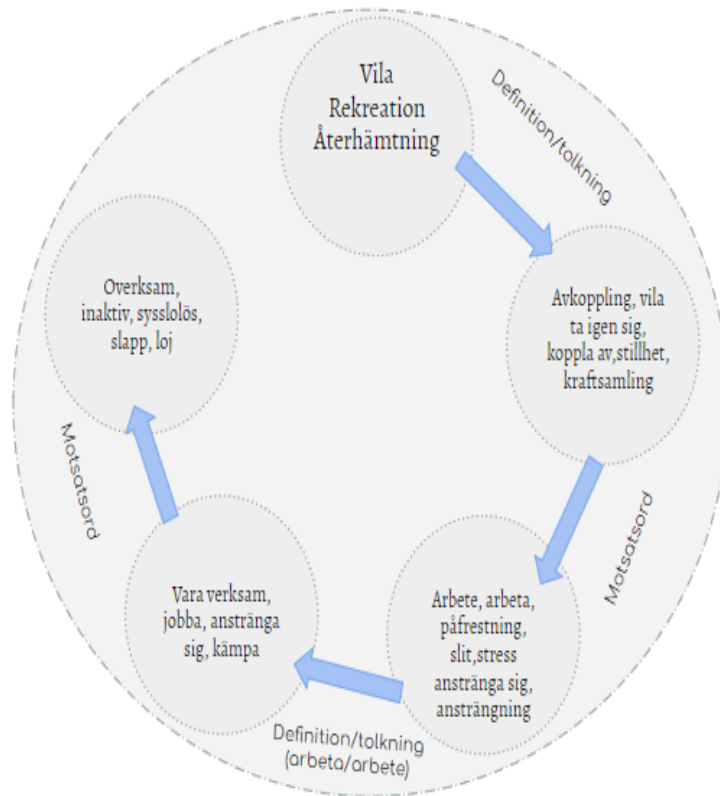 Vila
Rekreation
Återhämtning
Definition/tolkning
Avkoppling, vila
ta igen sig,
koppla av,stillhet,
kraftsamling
Motsatsord
Arbete, arbeta,
påfrestning,
slit,stress
anstränga sig,
ansträngning
Definition/tolkning
(arbeta/arbete)
Vara verksam,
jobba, anstränga
sig, kämpa
Motsatsord
Overksam,
inaktiv, sysslolös,
slapp, loj